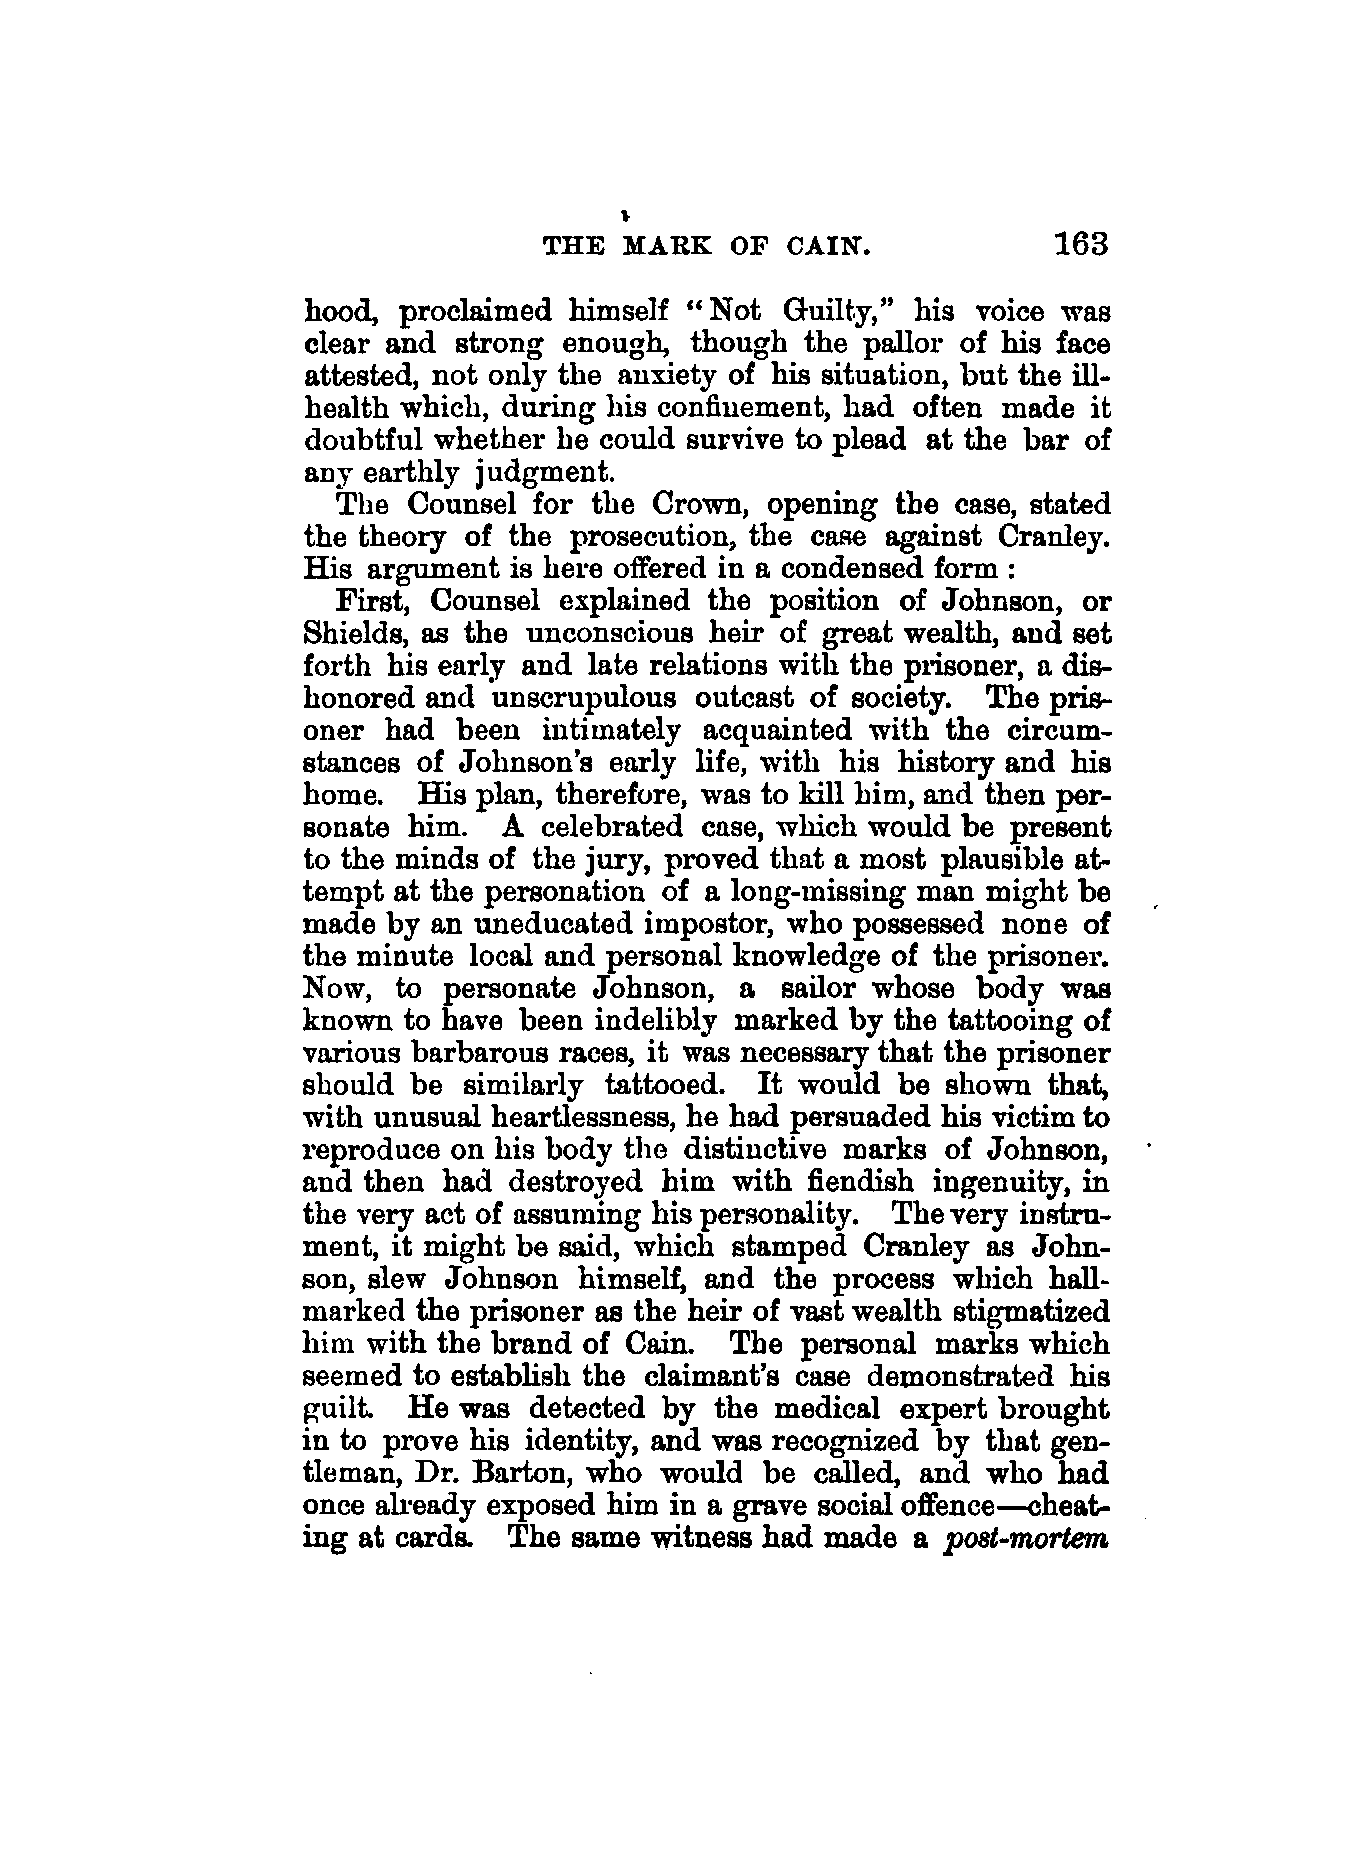 THE MARK OF CAIN. 163
hood, proclaimed himself “Not Guilty,” his voice was
clear and strong enough, though the pallor of his face
attested, not only the anxiety of his situation, but the ill-
health which, during his confinement, had often made it
doubtful whether he could survive to plead at the bar of
any earthly judgment.
The Counsel for the Crown, opening the case, stated
the theory of the prosecution, the case against Cranley.
His argument is here offered in a condensed form :
First, Counsel explained the position of Johnson, or
Shields, as the unconscious heir of great wealth, and set
forth his early and late relations with the prisoner, a dis-
honored and unscrupulous outcast of society. The pris-
oner had been intimately acquainted with the circum-
stances of Johnson's early life, with his history and his
home. His plan, therefore, was to kill him, and then per-
sonate him. A celebrated case, which would be present
to the minds of the jury, proved that a most plausible at-
tempt at the personation of a long-missing man might be
made by an uneducated impostor, who possessed none of
the minute local and personal knowledge of the prisoner.
Now, to personate Johnson, a sailor whose body was
known to have been indelibly marked by the tattooing of
various barbarous races, it was necessary that the prisoner
should be similarly tattooed. It would be shown that,
with unusual heartlessness, he had persuaded his victim to
reproduce on his body the distinctive marks of Johnson,
and then had destroyed him with fiendish ingenuity, in
the very act of assuming his personality. The very instru-
ment, it might be said, which stamped Cranley as John-
son, slew Johnson himself, and the process which hall-
marked the prisoner as the heir of vast wealth stigmatized
him with the brand of Cain. The personal marks which
seemed to establish the claimant's case demonstrated his
guilt. He was detected by the medical expert brought
in to prove his identity, and was recognized by that gen-
tleman, Dr. Barton, who would be called, and who had
once already exposed him in a grave social offence—cheat-
ing at cards. The same witness had made a post-mortem